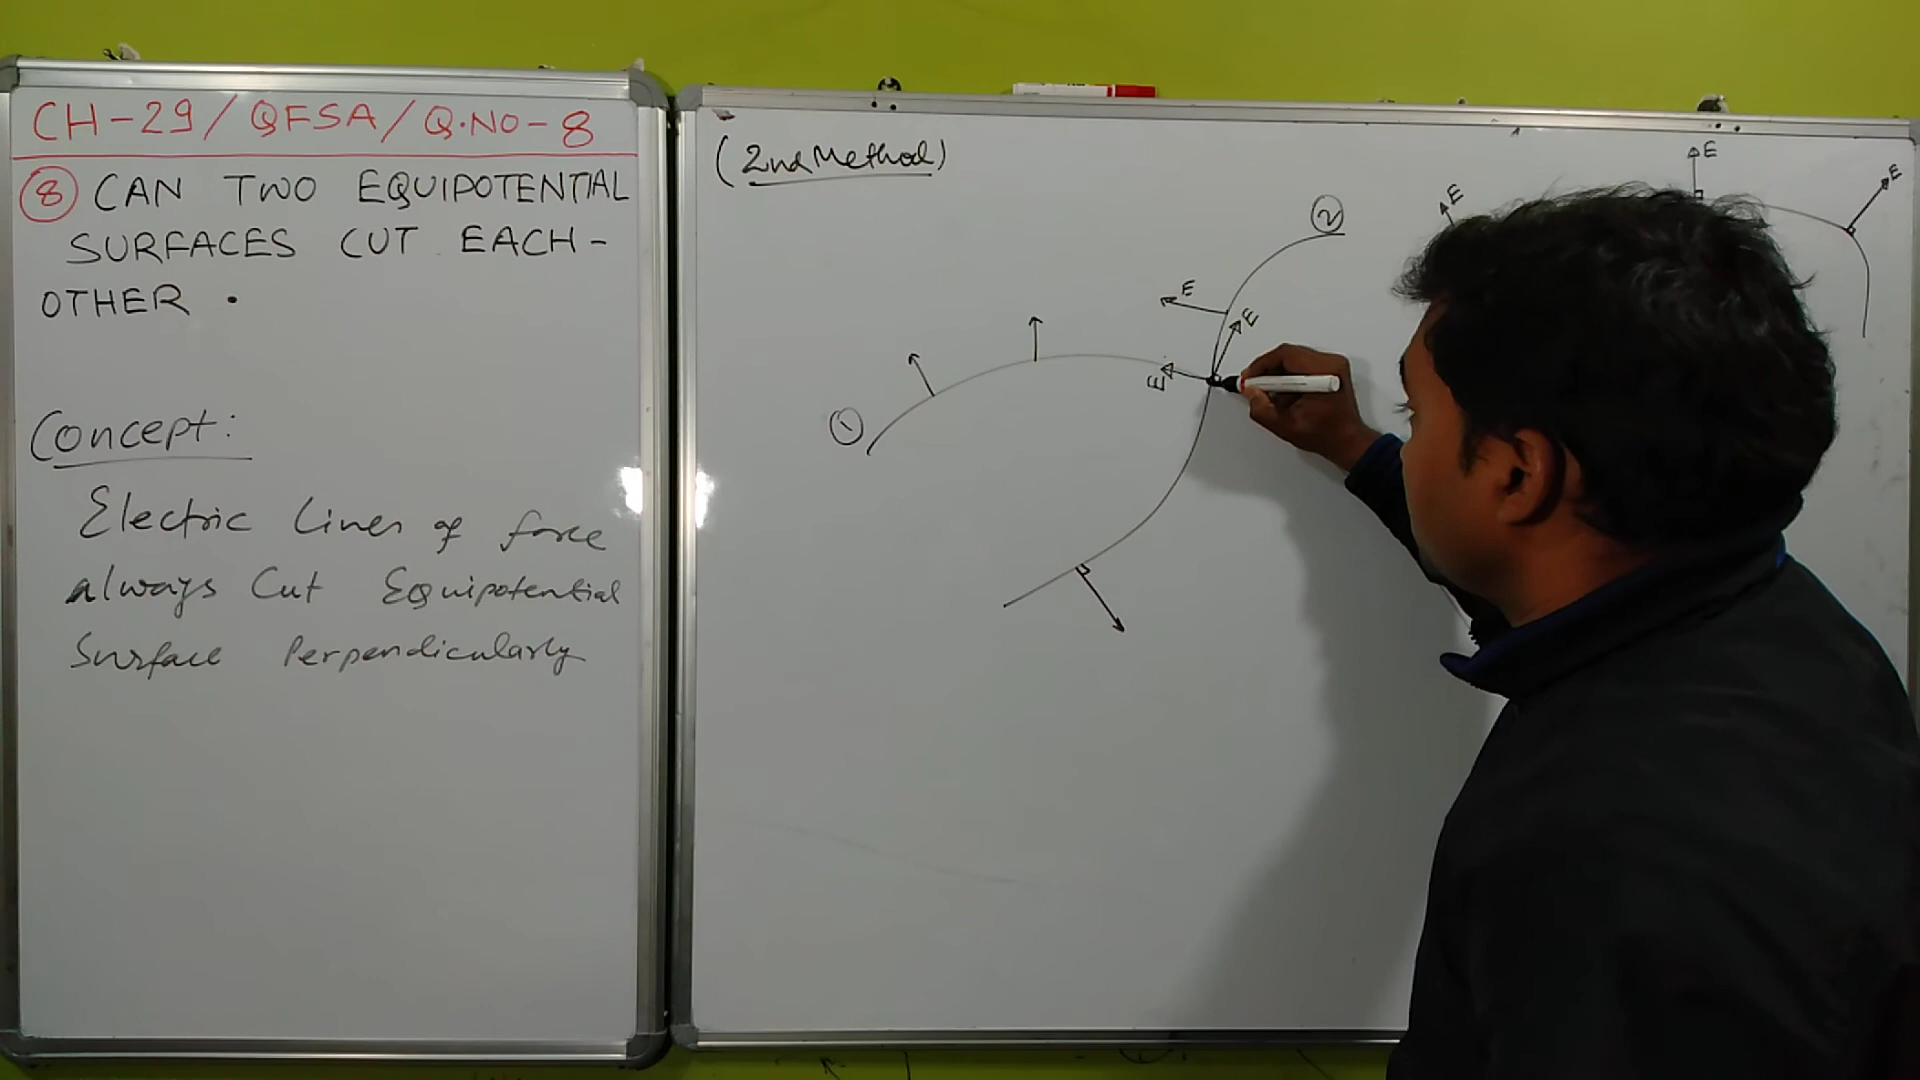 CH-29/QFSA/Q.NO-8
8 CAN TWO EQUIPOTENTIAL
SURFACES CUT EACH-
OTHER .
Concept:
Electric Lines of force
always Cut Equipotential
Surface Perpendicularly
(2nd Method)
2
E
E
E
1
E
E
E